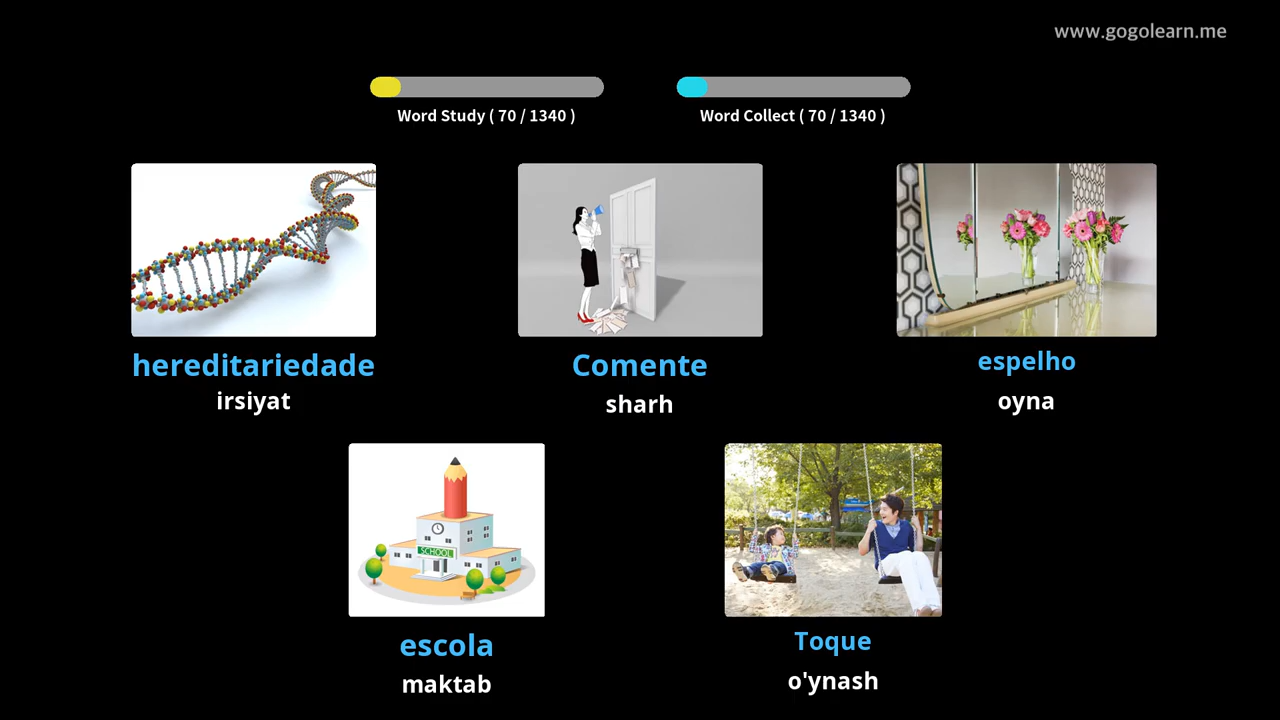 www.gogolearn.me
Word Study ( 70 / 1340 )
Word Collect ( 70 / 1340 )
hereditariedade
irsiyat
Comente
sharh
espelho
oyna
SCHOOL
escola
maktab
Toque
o'ynash